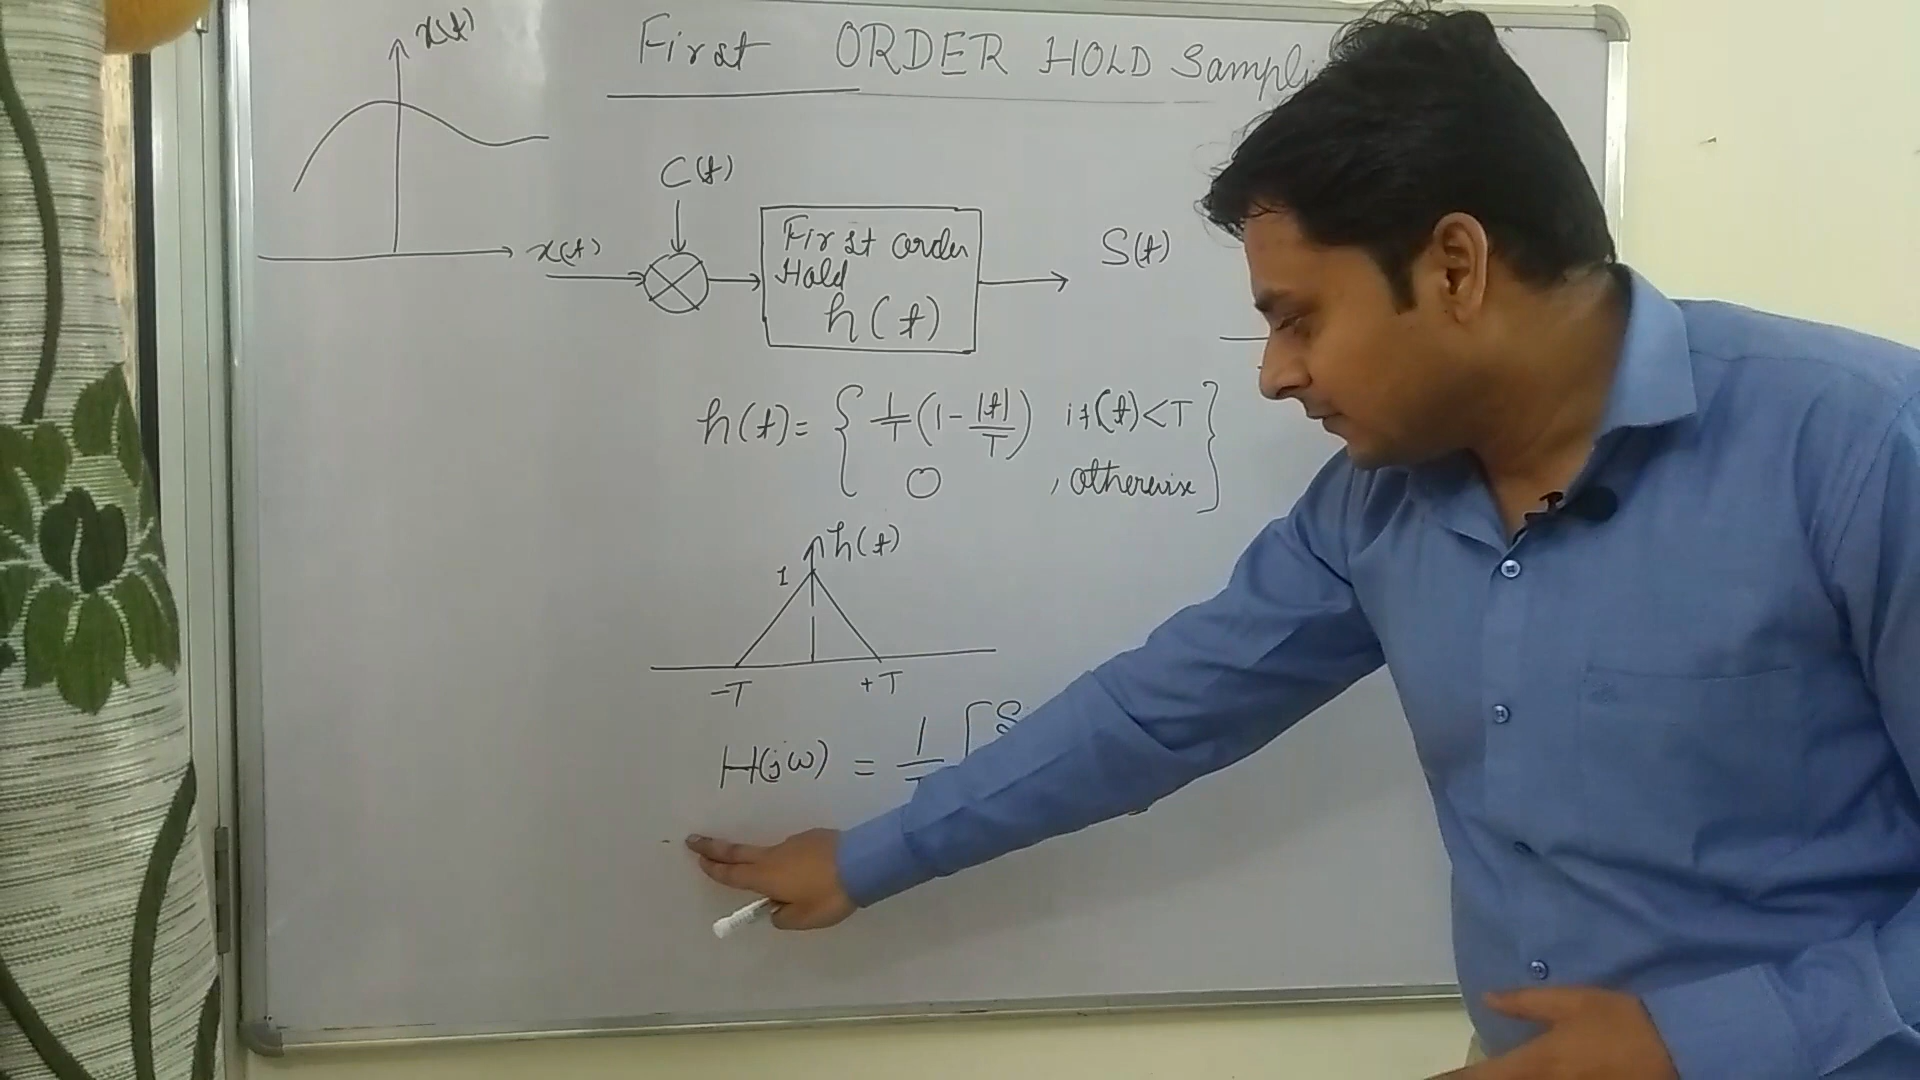 x(t)
First ORDER HOLD Sampli
C(t)
x(t)
First order
Hold
h(t)
S(t)
h(t) = { 1/T (1 - |t|/T) if(t) < T }
0 , otherwise
h(t)
1
-T +T
H(jω) = 1/T [ S